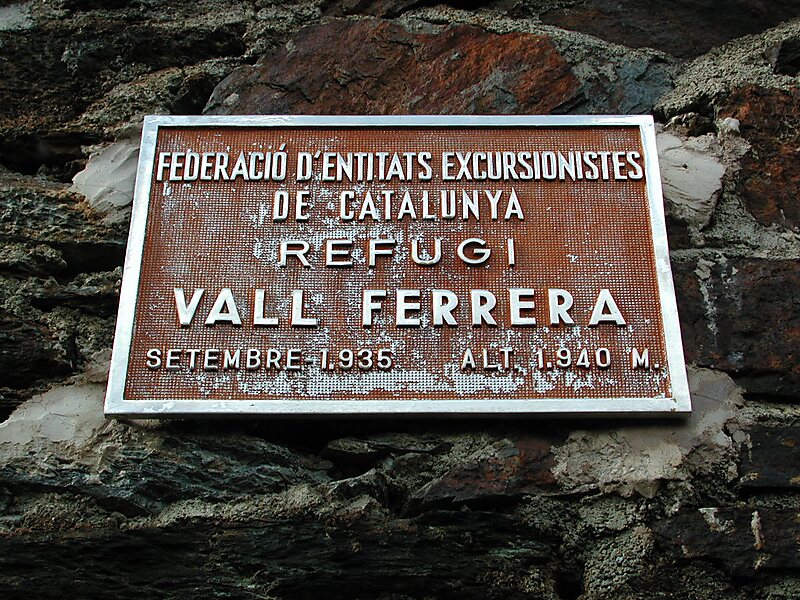 FEDERACIÓ D'ENTITATS EXCURSIONISTES
DE CATALUNYA
REFUGI
VALL FERRERA
SETEMBRE-1.935 ALT. 1.940 M.